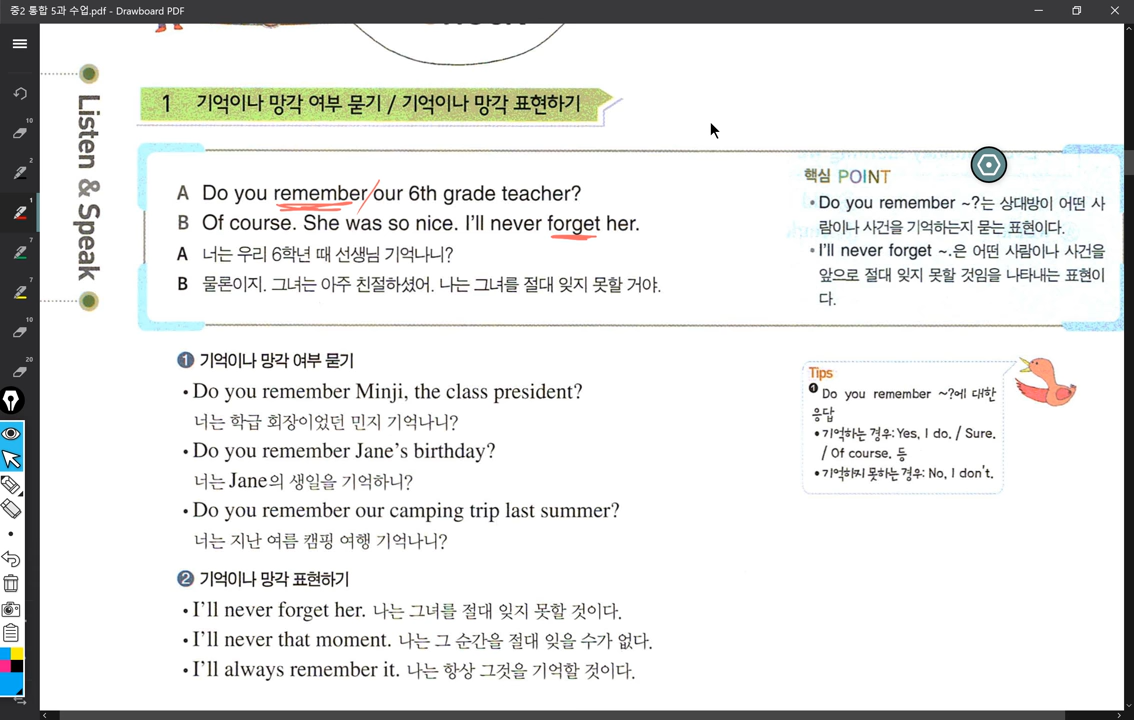 중2 통합 5과 수업.pdf - Drawboard PDF
Listen & Speak
1 기억이나 망각 여부 묻기 / 기억이나 망각 표현하기
A Do you remember our 6th grade teacher?
B Of course. She was so nice. I'll never forget her.
A 너는 우리 6학년 때 선생님 기억나니?
B 물론이지. 그녀는 아주 친절하셨어. 나는 그녀를 절대 잊지 못할 거야.
핵심 POINT
• Do you remember ~?는 상대방이 어떤 사
람이나 사건을 기억하는지 묻는 표현이다.
• I'll never forget ~.은 어떤 사람이나 사건을
앞으로 절대 잊지 못할 것임을 나타내는 표현이
다.
1 기억이나 망각 여부 묻기
• Do you remember Minji, the class president?
너는 학급 회장이었던 민지 기억나니?
• Do you remember Jane's birthday?
너는 Jane의 생일을 기억하니?
• Do you remember our camping trip last summer?
너는 지난 여름 캠핑 여행 기억나니?
2 기억이나 망각 표현하기
• I'll never forget her. 나는 그녀를 절대 잊지 못할 것이다.
• I'll never that moment. 나는 그 순간을 절대 잊을 수가 없다.
• I'll always remember it. 나는 항상 그것을 기억할 것이다.
Tips
1 Do you remember ~?에 대한
응답
• 기억하는 경우: Yes, I do. / Sure.
/ Of course. 등
• 기억하지 못하는 경우: No, I don't.
10
2
1
7
7
10
20